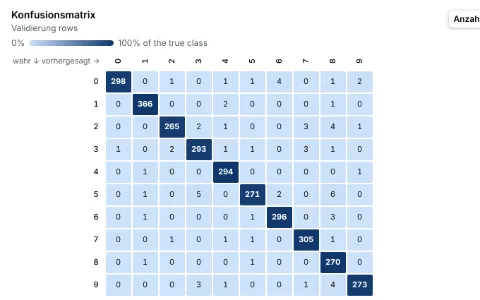 Konfusionsmatrix
Validierung rows
0% 100% of the true class
wahr ↓ vorhergesagt → 0 1 2 3 4 5 6 7 8 9
0 298 0 1 0 1 1 4 0 1 2
1 0 366 0 0 2 0 0 0 1 0
2 0 0 265 2 1 0 0 3 4 1
3 1 0 2 293 1 1 0 3 1 0
4 0 1 0 0 294 0 0 0 0 1
5 0 1 0 5 0 271 2 0 6 0
6 0 1 0 0 0 1 296 0 3 0
7 0 0 1 0 1 1 0 305 1 0
8 0 1 0 0 0 1 0 0 270 0
9 0 0 0 3 1 0 0 1 4 273